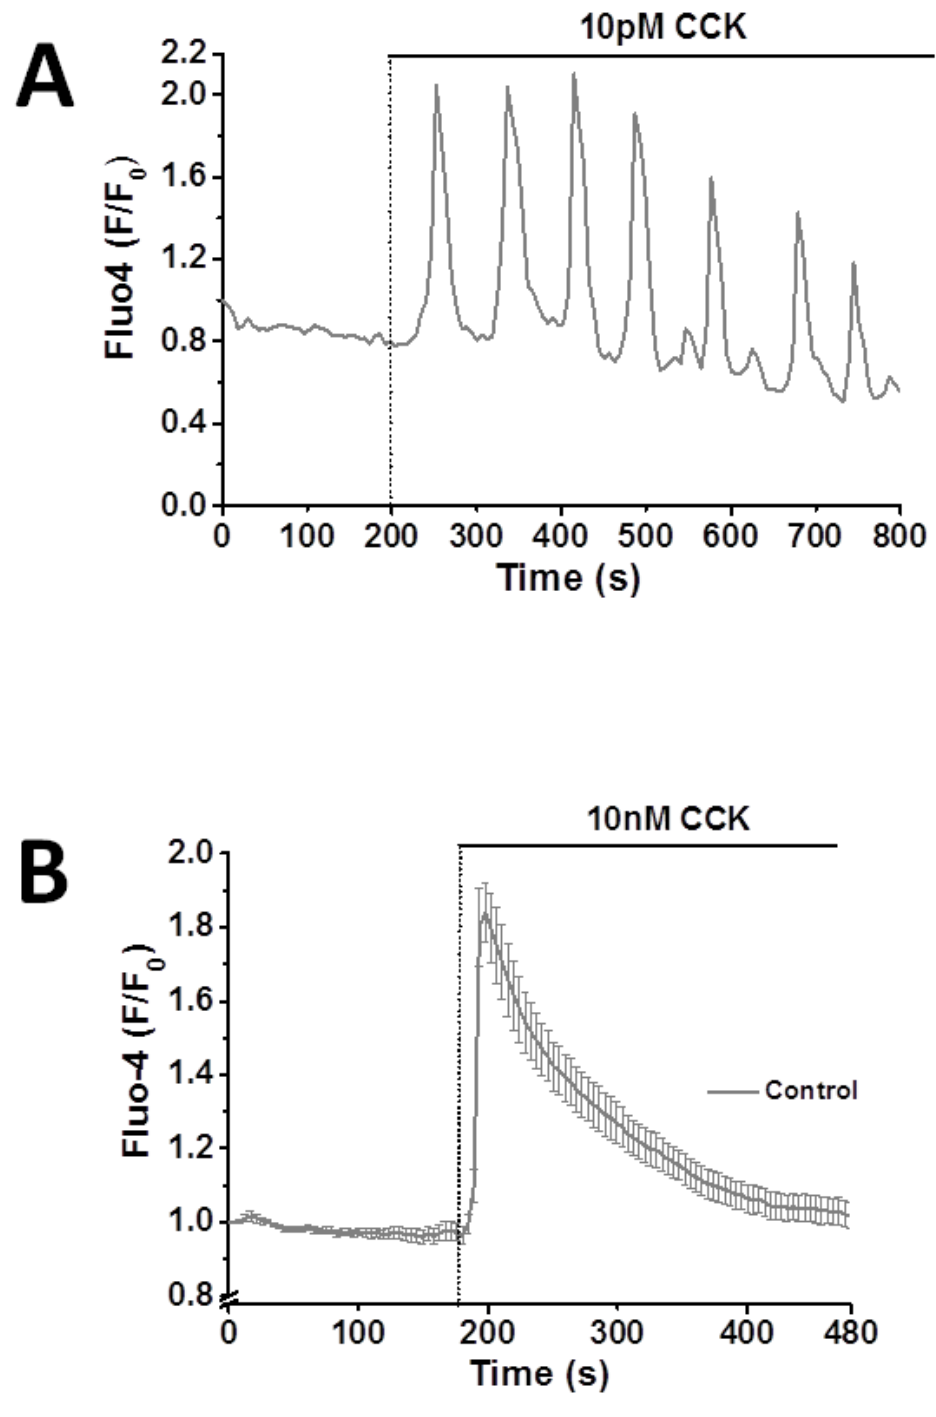 A
10pM CCK
Fluo4 (F/F0)
2.2
2.0
1.6
1.2
0.8
0.4
0.0
0 100 200 300 400 500 600 700 800
Time (s)
B
10nM CCK
Fluo-4 (F/F0)
2.0
1.8
1.6
1.4
1.2
1.0
0.8
Control
0 100 200 300 400 480
Time (s)